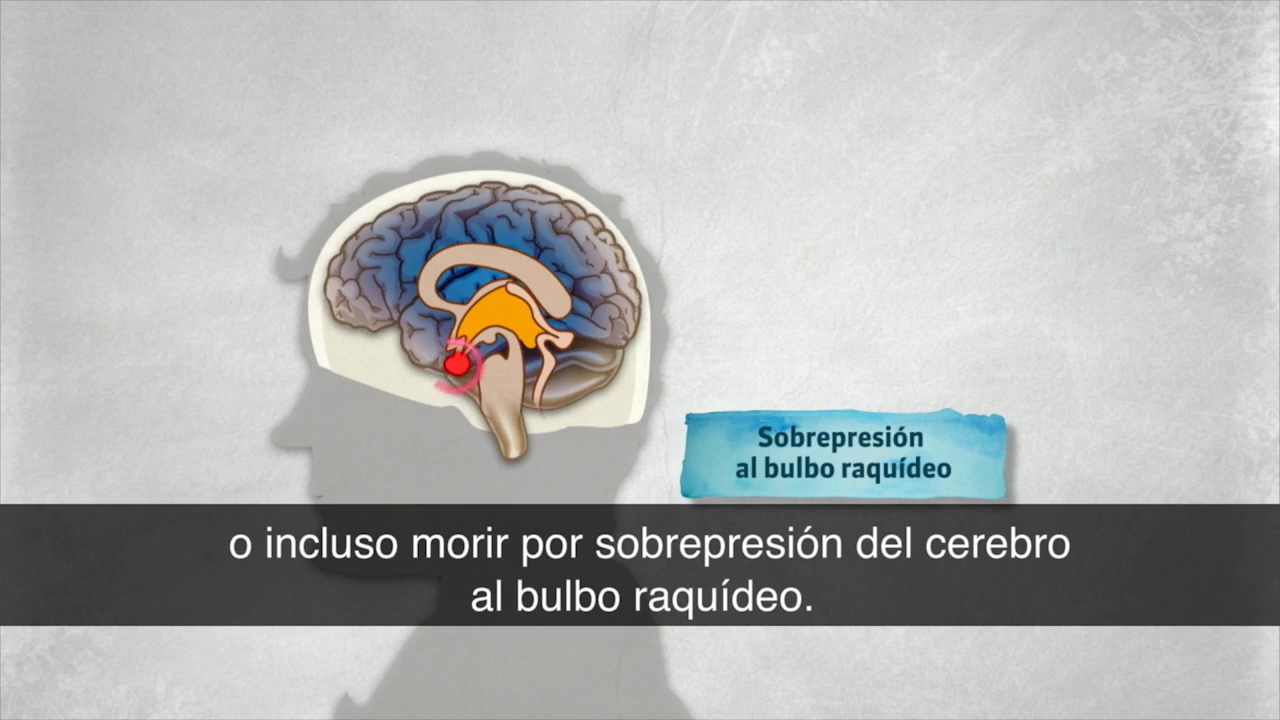 Sobrepresión
al bulbo raquídeo
o incluso morir por sobrepresión del cerebro
al bulbo raquídeo.